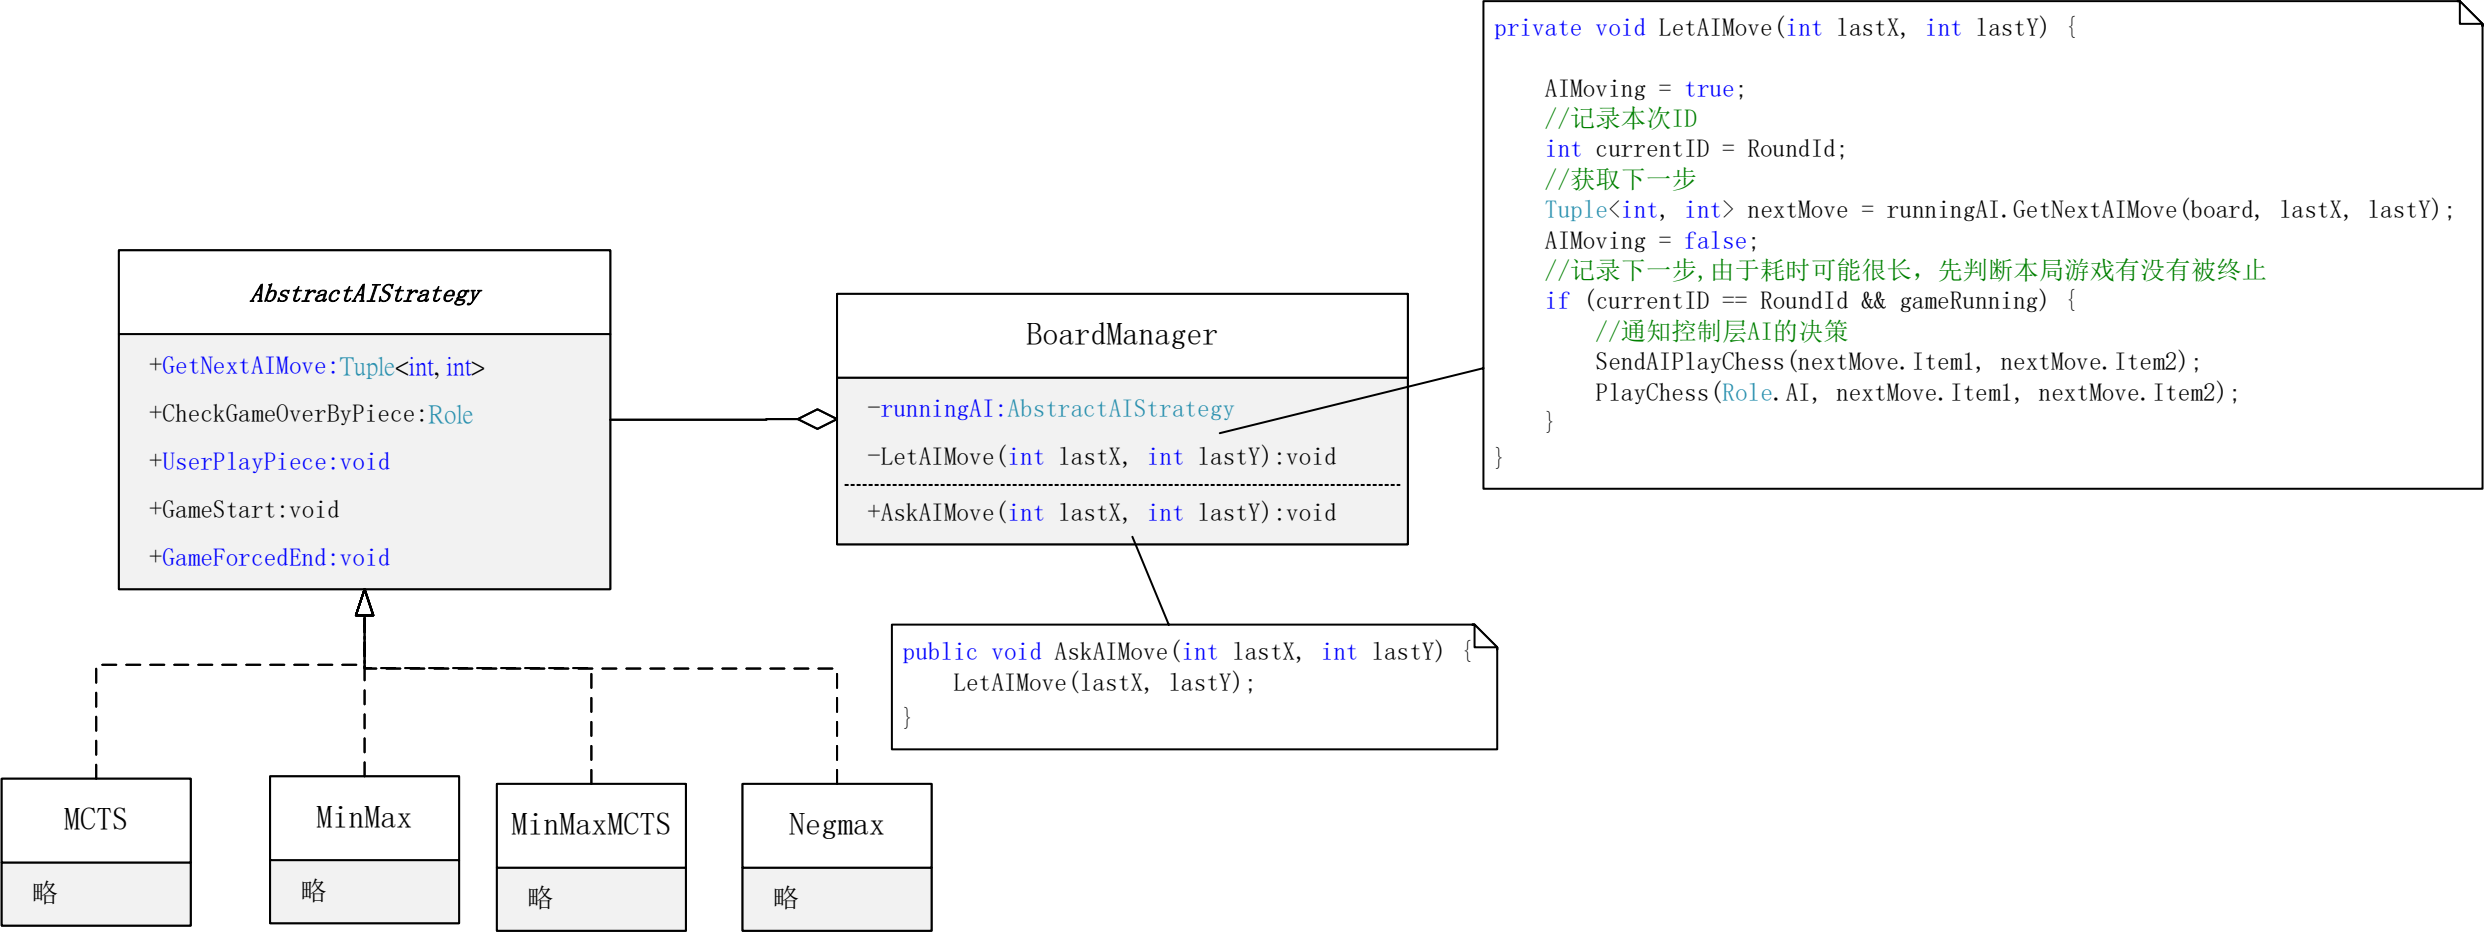 private void LetAIMove(int lastX, int lastY) {
AIMoving = true;
//记录本次ID
int currentID = RoundId;
//获取下一步
Tuple<int, int> nextMove = runningAI.GetNextAIMove(board, lastX, lastY);
AIMoving = false;
//记录下一步,由于耗时可能很长，先判断本局游戏有没有被终止
if (currentID == RoundId && gameRunning) {
//通知控制层AI的决策
SendAIPlayChess(nextMove.Item1, nextMove.Item2);
PlayChess(Role.AI, nextMove.Item1, nextMove.Item2);
}
}
AbstractAIStrategy
+GetNextAIMove:Tuple<int, int>
+CheckGameOverByPiece:Role
+UserPlayPiece:void
+GameStart:void
+GameForcedEnd:void
BoardManager
-runningAI:AbstractAIStrategy
-LetAIMove(int lastX, int lastY):void
+AskAIMove(int lastX, int lastY):void
public void AskAIMove(int lastX, int lastY) {
LetAIMove(lastX, lastY);
}
MCTS
略
MinMax
略
MinMaxMCTS
略
Negmax
略